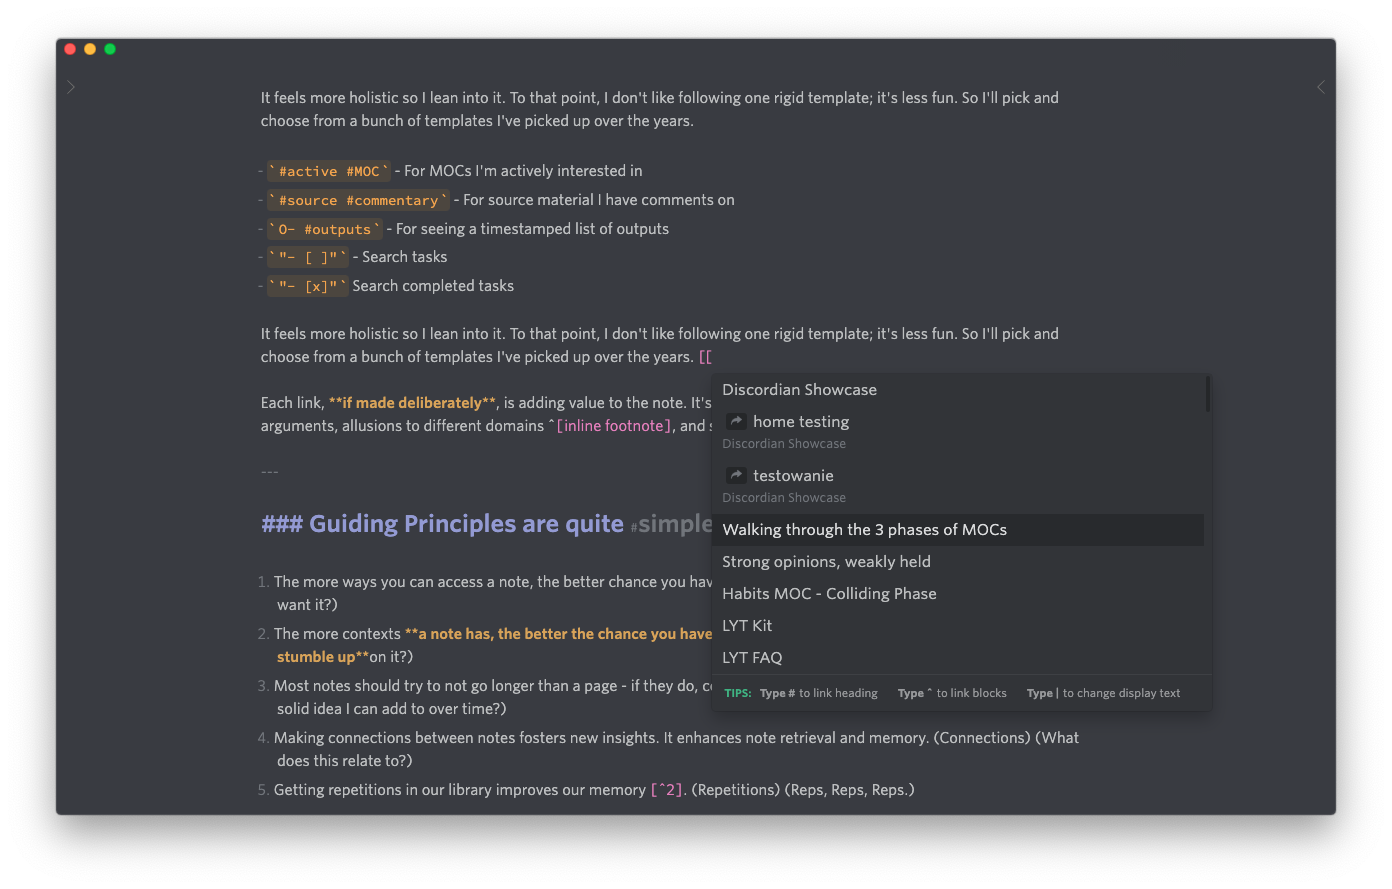 It feels more holistic so I lean into it. To that point, I don't like following one rigid template; it's less fun. So I'll pick and
choose from a bunch of templates I've picked up over the years.
- `#active #MOC` - For MOCs I'm actively interested in
- `#source #commentary` - For source material I have comments on
- `O- #outputs` - For seeing a timestamped list of outputs
- `"- [ ]"` - Search tasks
- `"- [x]"` Search completed tasks
It feels more holistic so I lean into it. To that point, I don't like following one rigid template; it's less fun. So I'll pick and
choose from a bunch of templates I've picked up over the years. [[
Each link, **if made deliberately**, is adding value to the note. It's
arguments, allusions to different domains ^[inline footnote], and
---
### Guiding Principles are quite #simple
1. The more ways you can access a note, the better chance you
want it?)
2. The more contexts **a note has, the better the chance you have
stumble up**on it?)
3. Most notes should try to not go longer than a page - if they do,
solid idea I can add to over time?)
4. Making connections between notes fosters new insights. It enhances note retrieval and memory. (Connections) (What
does this relate to?)
5. Getting repetitions in our library improves our memory [^2]. (Repetitions) (Reps, Reps, Reps.)
Discordian Showcase
home testing
Discordian Showcase
testowanie
Discordian Showcase
Walking through the 3 phases of MOCs
Strong opinions, weakly held
Habits MOC - Colliding Phase
LYT Kit
LYT FAQ
TIPS: Type # to link heading Type ^ to link blocks Type | to change display text